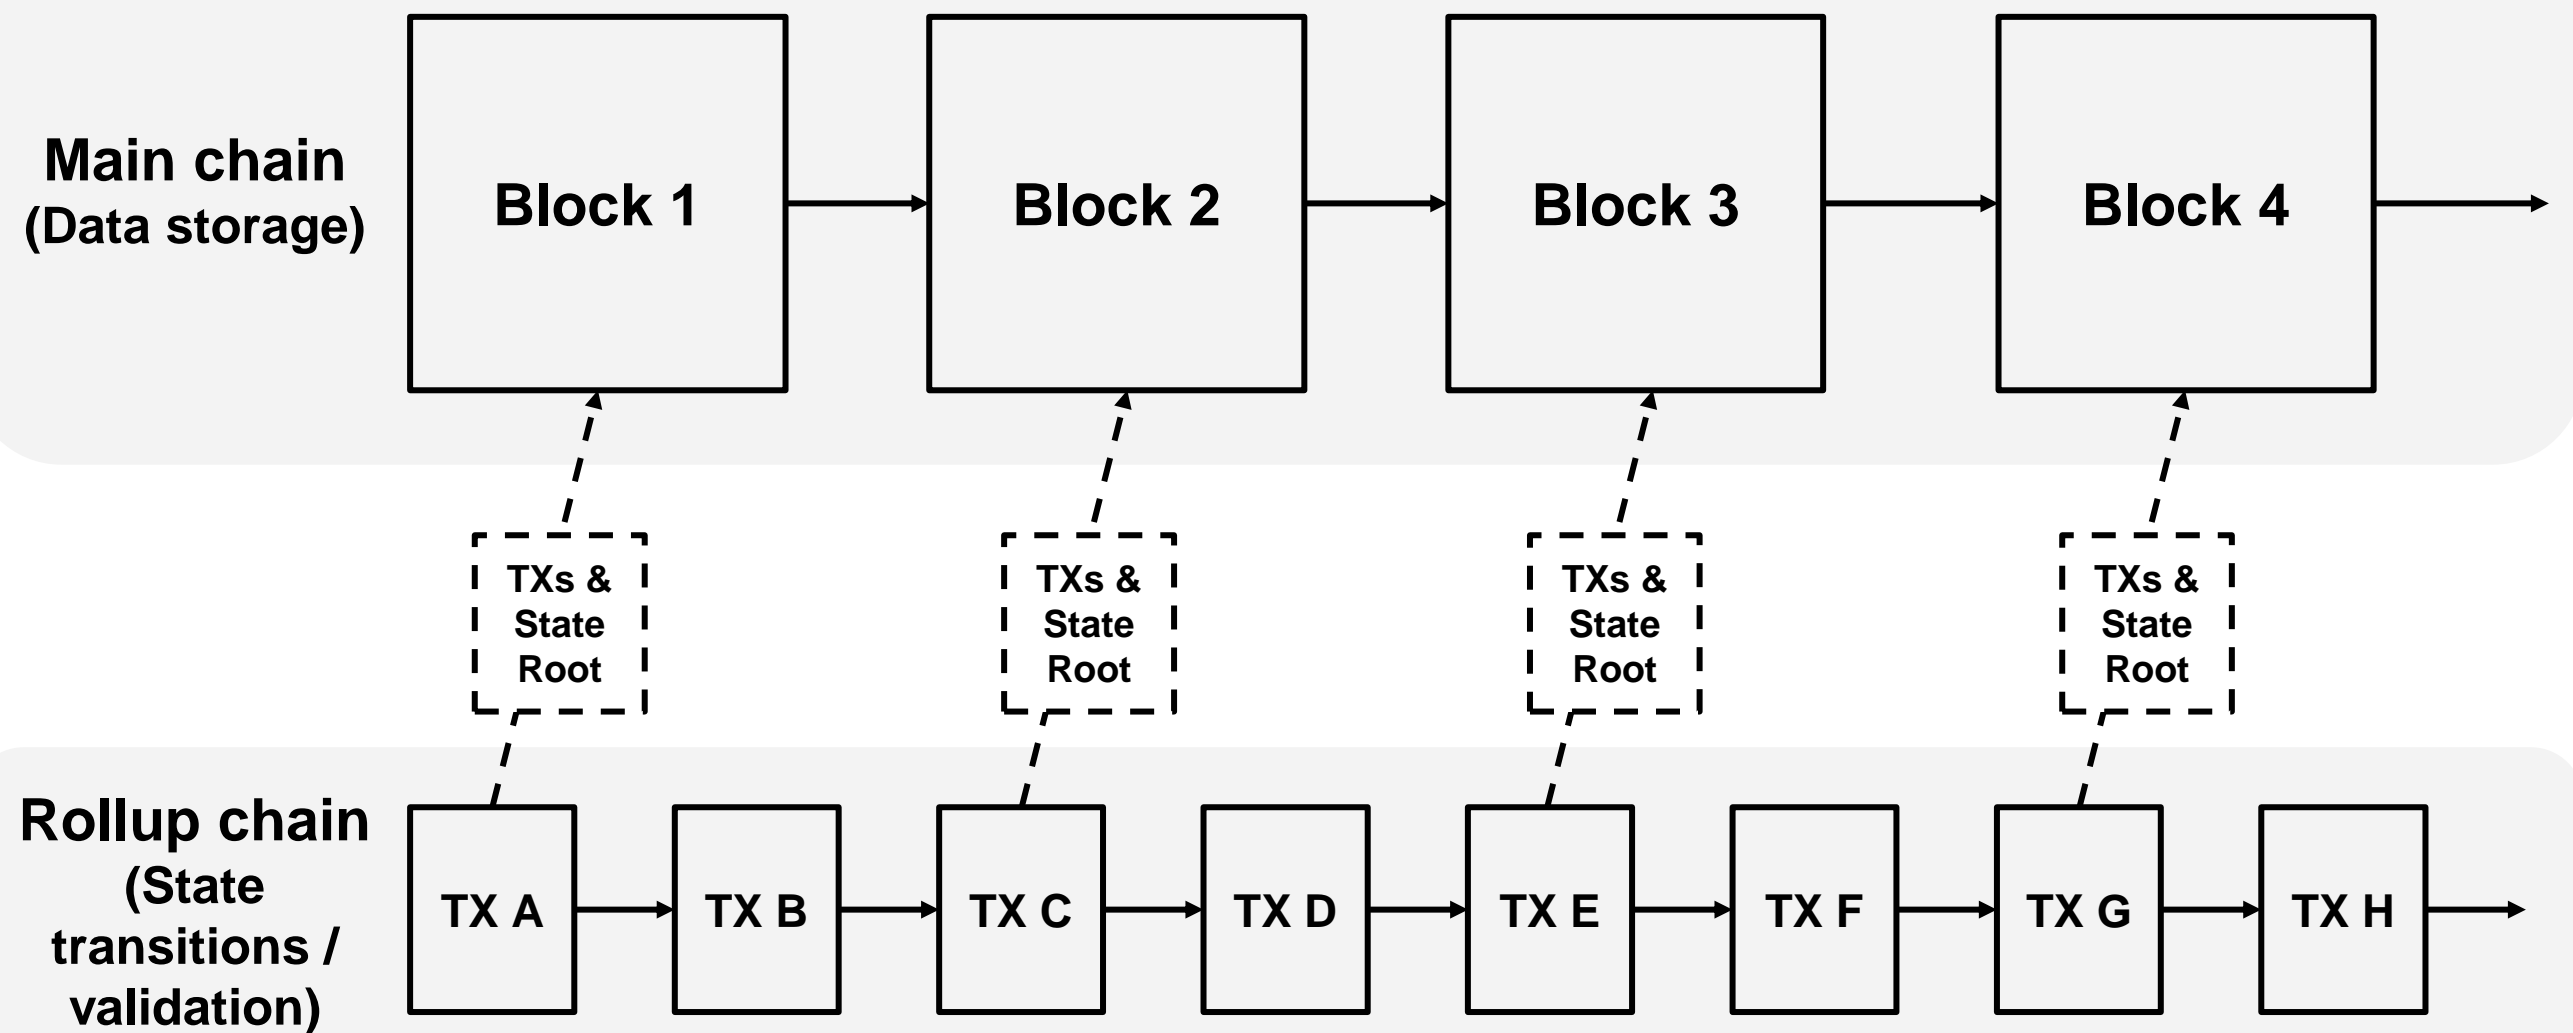 Main chain
(Data storage)
Block 1
Block 2
Block 3
Block 4
TXs &
State
Root
TXs &
State
Root
TXs &
State
Root
TXs &
State
Root
Rollup chain
(State
transitions /
validation)
TX A
TX B
TX C
TX D
TX E
TX F
TX G
TX H